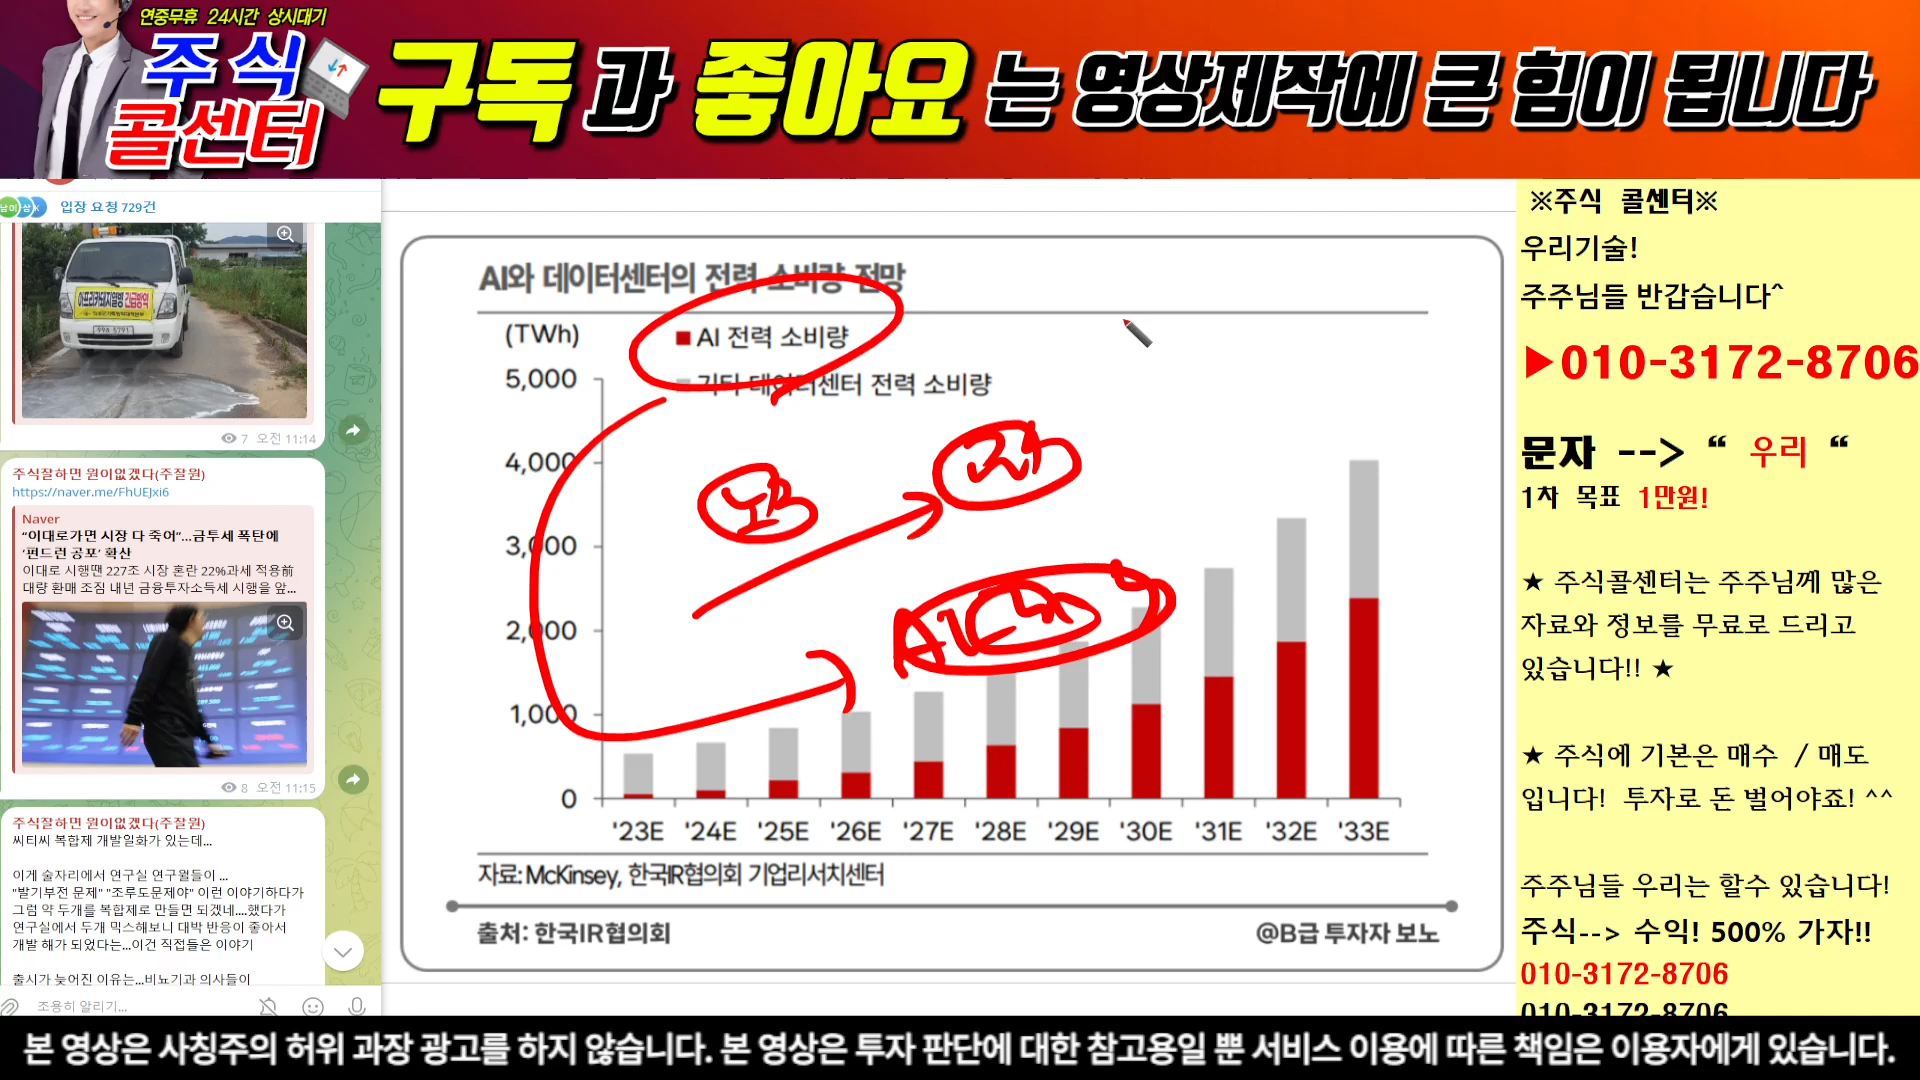 연중무휴 24시간 상시대기
주식
콜센터
구독과 좋아요는 영상제작에 큰 힘이 됩니다
입장 요청 729건
아프리카돼지열병 긴급방역
7 오전 11:14
주식잘하면 원이없겠다(주잘원)
https://naver.me/FhUEJxi6
Naver
“이대로가면 시장 다 죽어”...금투세 폭탄에
‘펀드런 공포’ 확산
이대로 시행땐 227조 시장 혼란 22%과세 적용前
대량 환매 조짐 내년 금융투자소득세 시행을 앞...
8 오전 11:15
주식잘하면 원이없겠다(주잘원)
씨티씨 복합제 개발일화가 있는데...
이게 술자리에서 연구실 연구월들이 ...
"발기부전 문제" "조루도문제야" 이런 이야기하다가
그럼 약 두개를 복합제로 만들면 되겠네....했다가
연구실에서 두개 믹스해보니 대박 반응이 좋아서
개발 해가 되었다는...이건 직접들은 이야기
출시가 늦어진 이유는...비뇨기과 의사들이
조용히 알리기...
AI와 데이터센터의 전력 소비량 전망
(TWh)
AI 전력 소비량
기타 데이터센터 전력 소비량
5,000
4,000
3,000
2,000
1,000
0
'23E '24E '25E '26E '27E '28E '29E '30E '31E '32E '33E
자료: McKinsey, 한국IR협의회 기업리서치센터
출처: 한국IR협의회
@B급 투자자 보노
※주식 콜센터※
우리기술!
주주님들 반갑습니다^
▶010-3172-8706
문자 --> “ 우리 “
1차 목표 1만원!
★ 주식콜센터는 주주님께 많은
자료와 정보를 무료로 드리고
있습니다!! ★
★ 주식에 기본은 매수 / 매도
입니다! 투자로 돈 벌어야죠! ^^
주주님들 우리는 할수 있습니다!
주식--> 수익! 500% 가자!!
010-3172-8706
010-3172-8706
본 영상은 사칭주의 허위 과장 광고를 하지 않습니다. 본 영상은 투자 판단에 대한 참고용일 뿐 서비스 이용에 따른 책임은 이용자에게 있습니다.